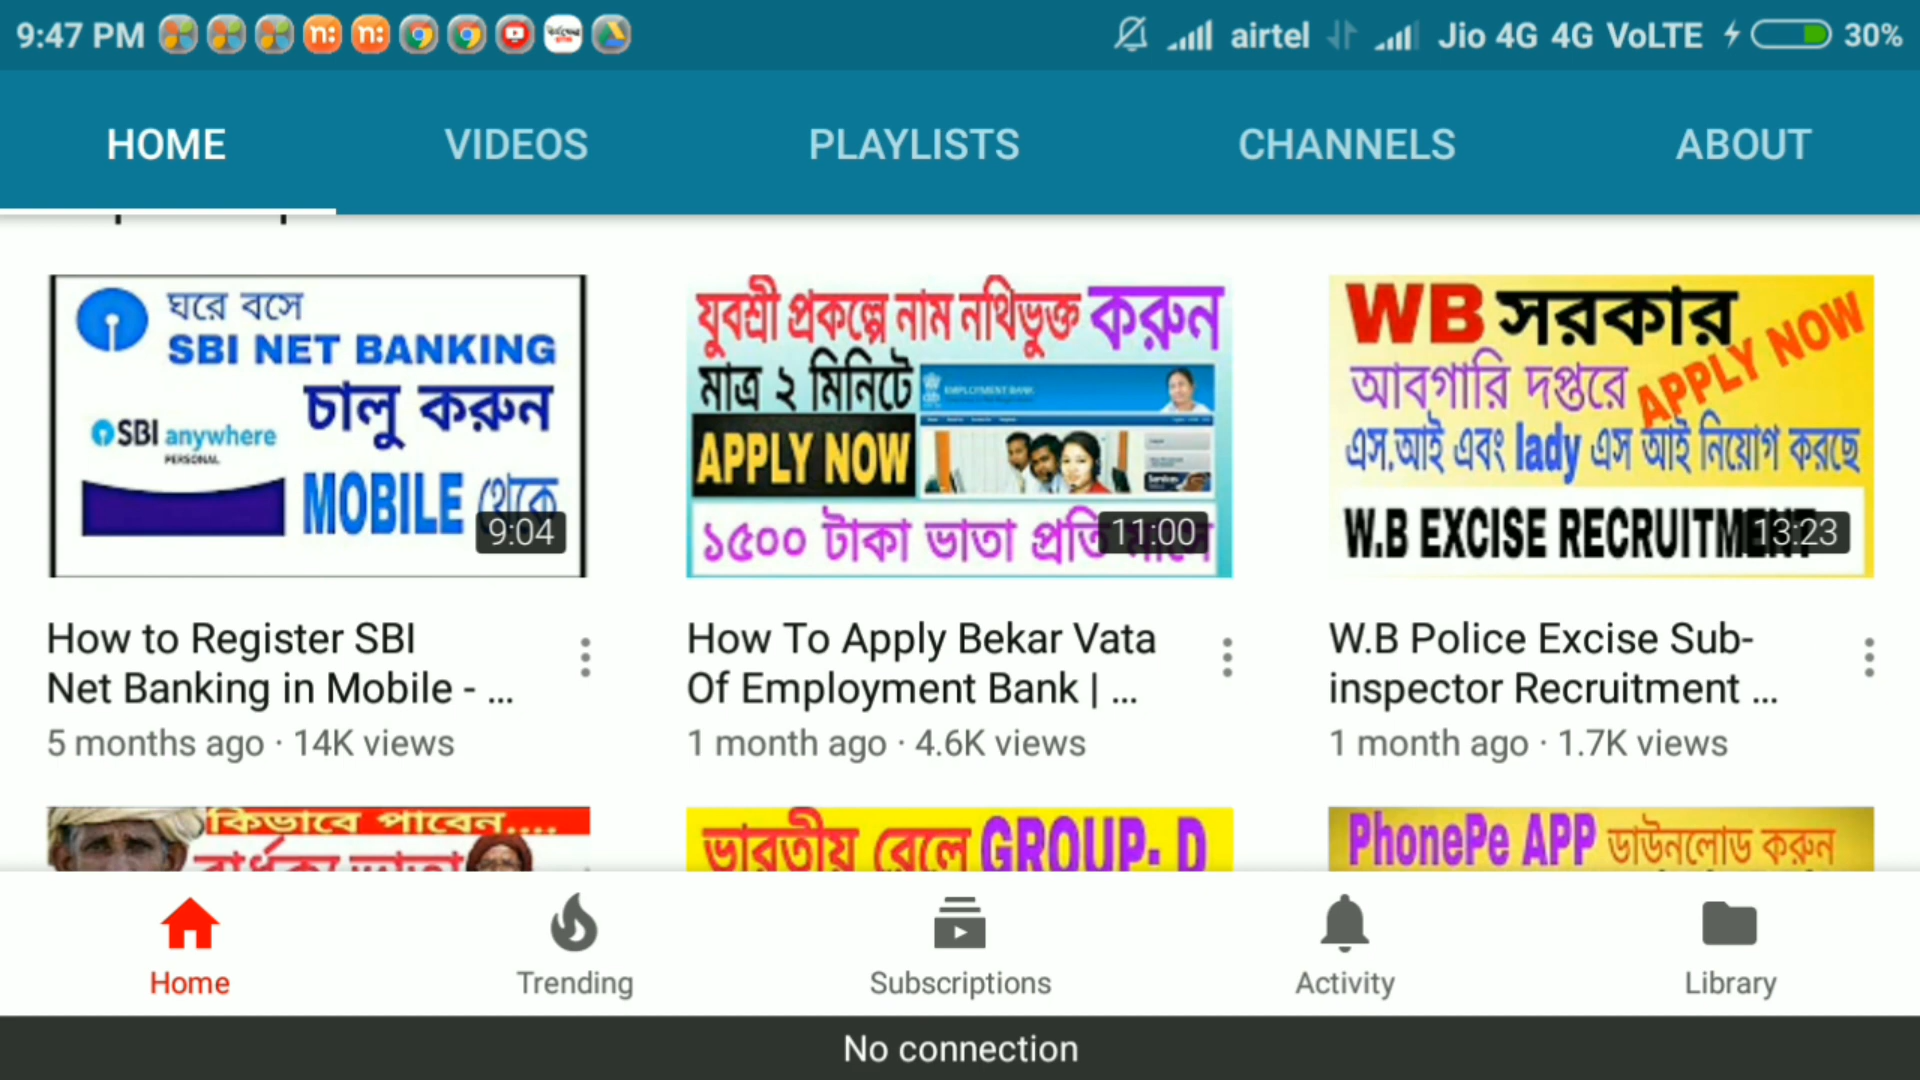 9:47 PM
airtel Jio 4G 4G VoLTE 30%
HOME VIDEOS PLAYLISTS CHANNELS ABOUT
ঘরে বসে
SBI NET BANKING
চালু করুন
SBI anywhere
PERSONAL
MOBILE থেকে
9:04
যুবশ্রী প্রকল্পে নাম নথিভুক্ত করুন
মাত্র ২ মিনিটে
EMPLOYMENT BANK
APPLY NOW
১৫০০ টাকা ভাতা প্রতি মাসে
11:00
WB সরকার
APPLY NOW
আবগারি দপ্তরে
এস.আই এবং lady এস আই নিয়োগ করছে
W.B EXCISE RECRUITMENT
13:23
How to Register SBI
Net Banking in Mobile - ...
5 months ago · 14K views
How To Apply Bekar Vata
Of Employment Bank | ...
1 month ago · 4.6K views
W.B Police Excise Sub-
inspector Recruitment ...
1 month ago · 1.7K views
কিভাবে পাবেন....
বার্ধক্য ভাতা
ভারতীয় রেলে GROUP- D
PhonePe APP ডাউনলোড করুন
Home Trending Subscriptions Activity Library
No connection